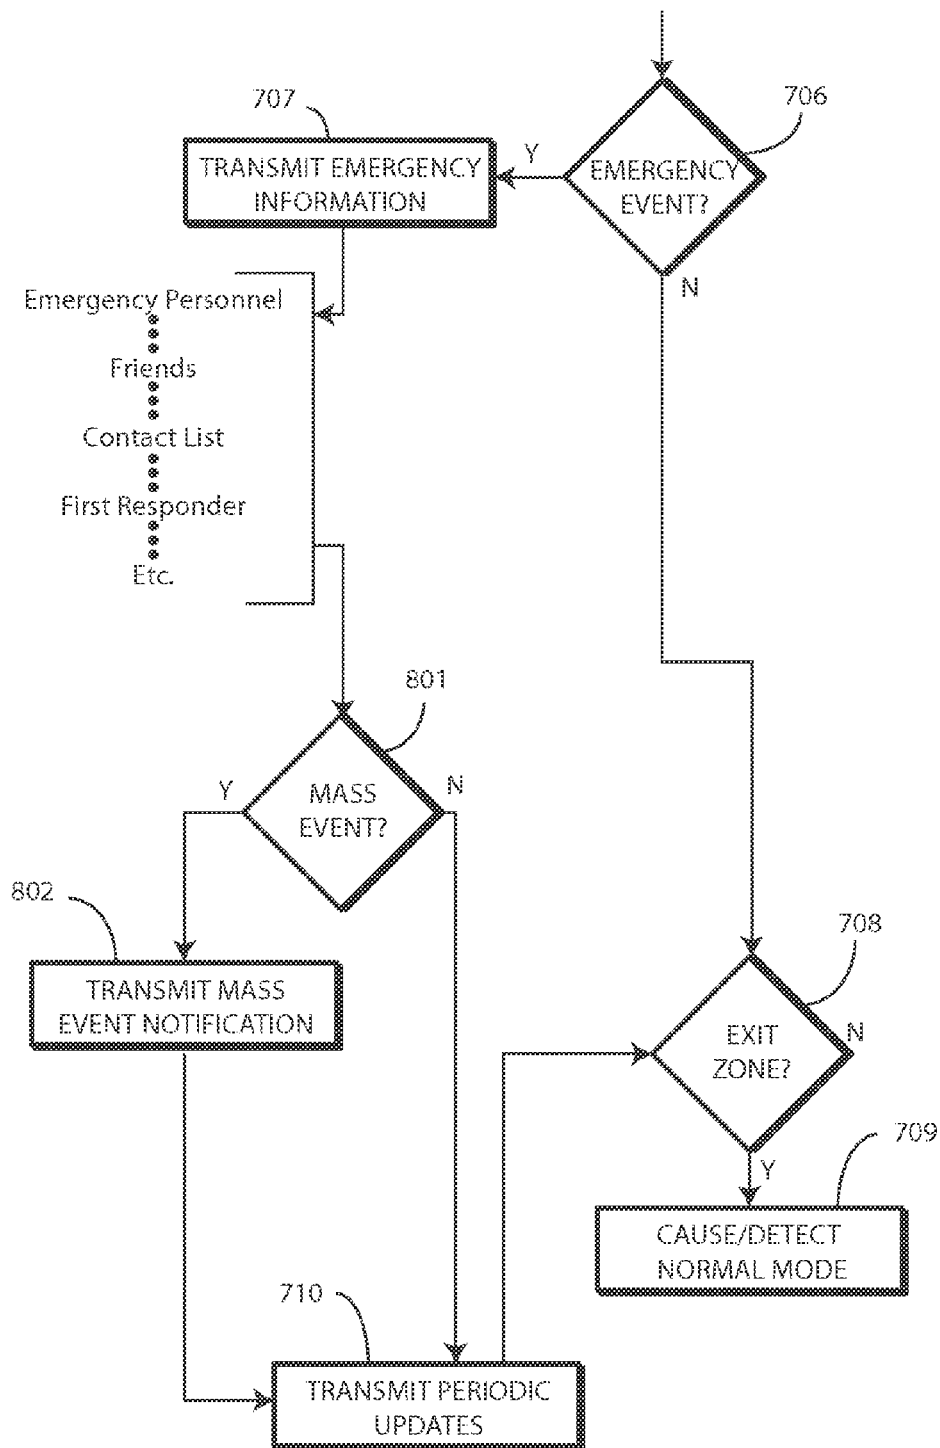 707
706
TRANSMIT EMERGENCY
INFORMATION
Y
EMERGENCY
EVENT?
N
Emergency Personnel
Friends
Contact List
First Responder
Etc.
801
Y
MASS
EVENT?
N
802
TRANSMIT MASS
EVENT NOTIFICATION
708
EXIT
ZONE?
N
709
Y
CAUSE/DETECT
NORMAL MODE
710
TRANSMIT PERIODIC
UPDATES